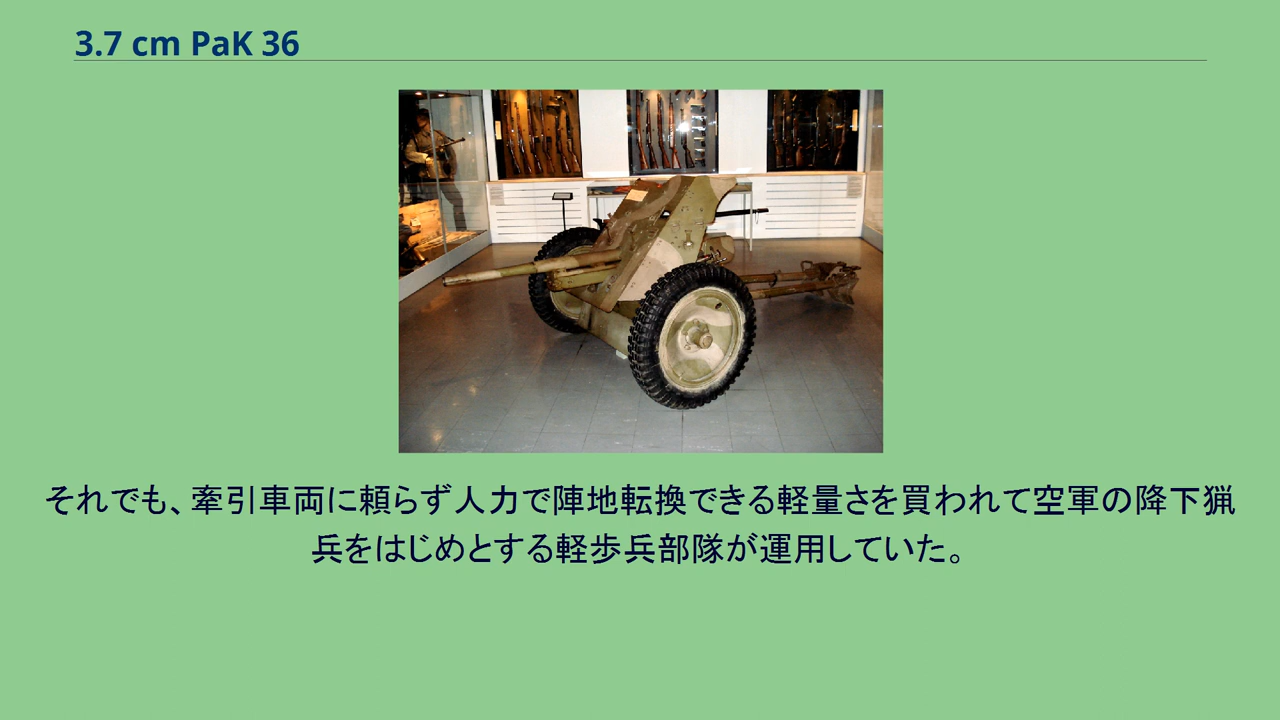 3.7 cm PaK 36
それでも、牽引車両に頼らず人力で陣地転換できる軽量さを買われて空軍の降下猟
兵をはじめとする軽歩兵部隊が運用していた。